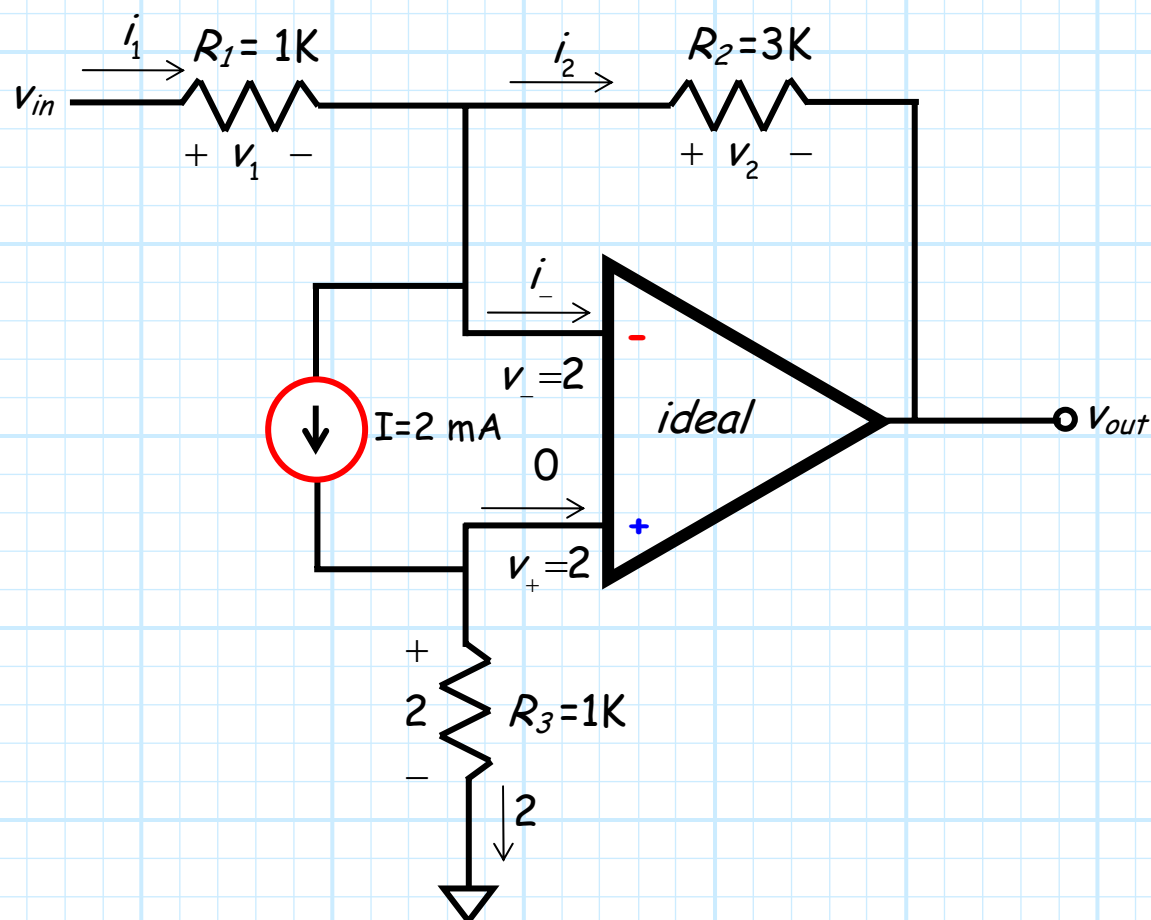 i₁
R₁= 1K
i₂
R₂=3K
vᵢₙ
+ v₁ −
+ v₂ −
i₋
-
v₋=2
ideal
I=2 mA
vₒᵤₜ
0
+
v₊=2
+
2
R₃=1K
−
2